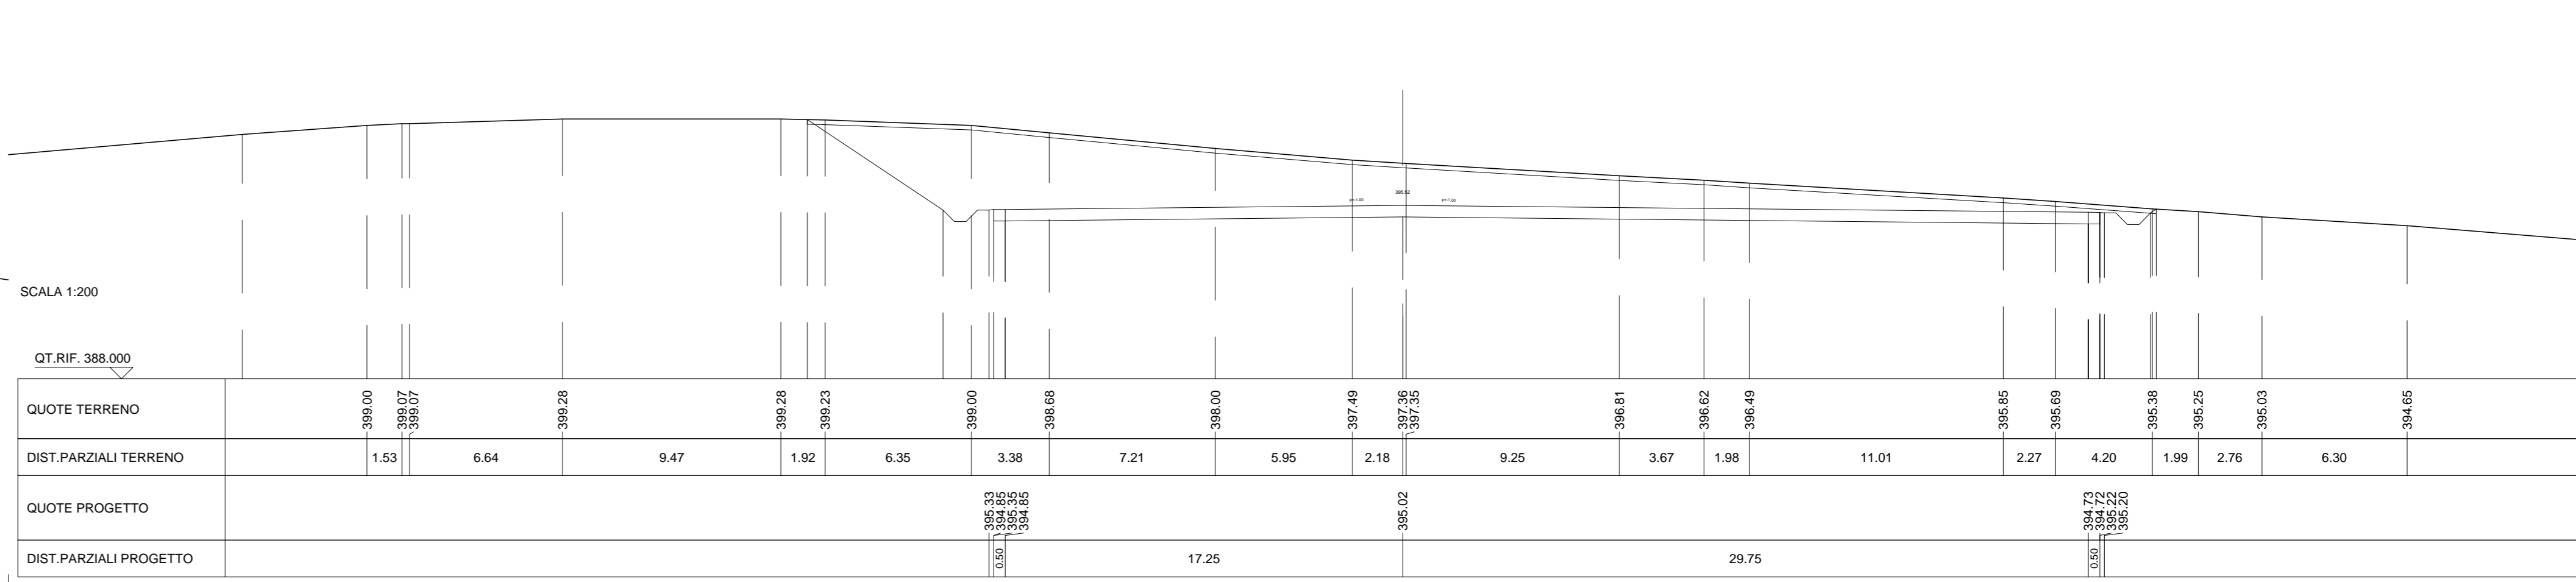 395.52
p=-1.00 p=-1.00
SCALA 1:200
QT.RIF. 388.000
QUOTE TERRENO 399.00 399.07 399.07 399.28 399.28 399.23 399.00 398.68 398.00 397.49 397.36 397.35 396.81 396.62 396.49 395.85 395.69 395.38 395.25 395.03 394.65
DIST.PARZIALI TERRENO 1.53 6.64 9.47 1.92 6.35 3.38 7.21 5.95 2.18 9.25 3.67 1.98 11.01 2.27 4.20 1.99 2.76 6.30
QUOTE PROGETTO 395.33 394.85 395.35 394.85 395.02 394.73 394.72 395.22 395.20
DIST.PARZIALI PROGETTO 0.50 17.25 29.75 0.50